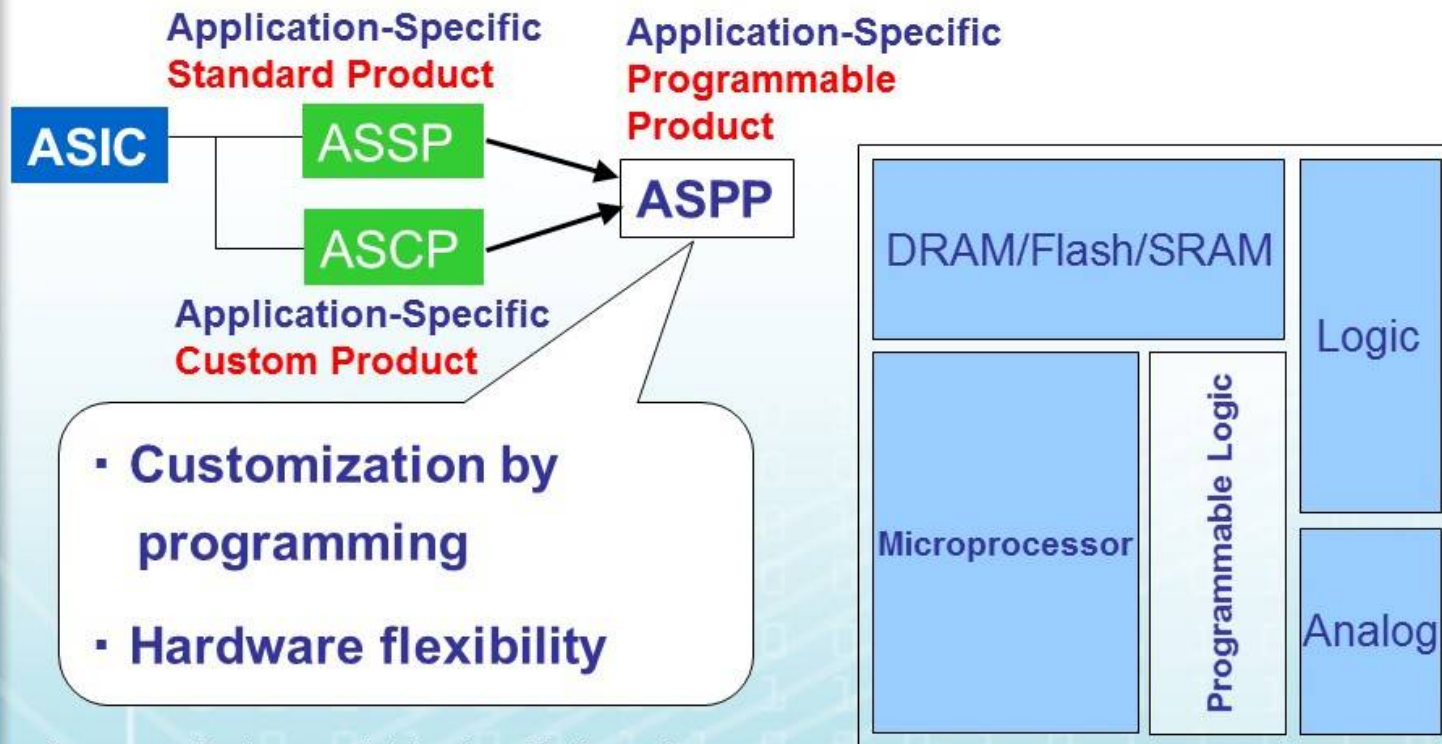 Application-Specific
Standard Product
Application-Specific
Programmable
Product
ASIC
ASSP
ASPP
ASCP
Application-Specific
Custom Product
· Customization by
programming
· Hardware flexibility
DRAM/Flash/SRAM
Logic
Microprocessor
Programmable Logic
Analog